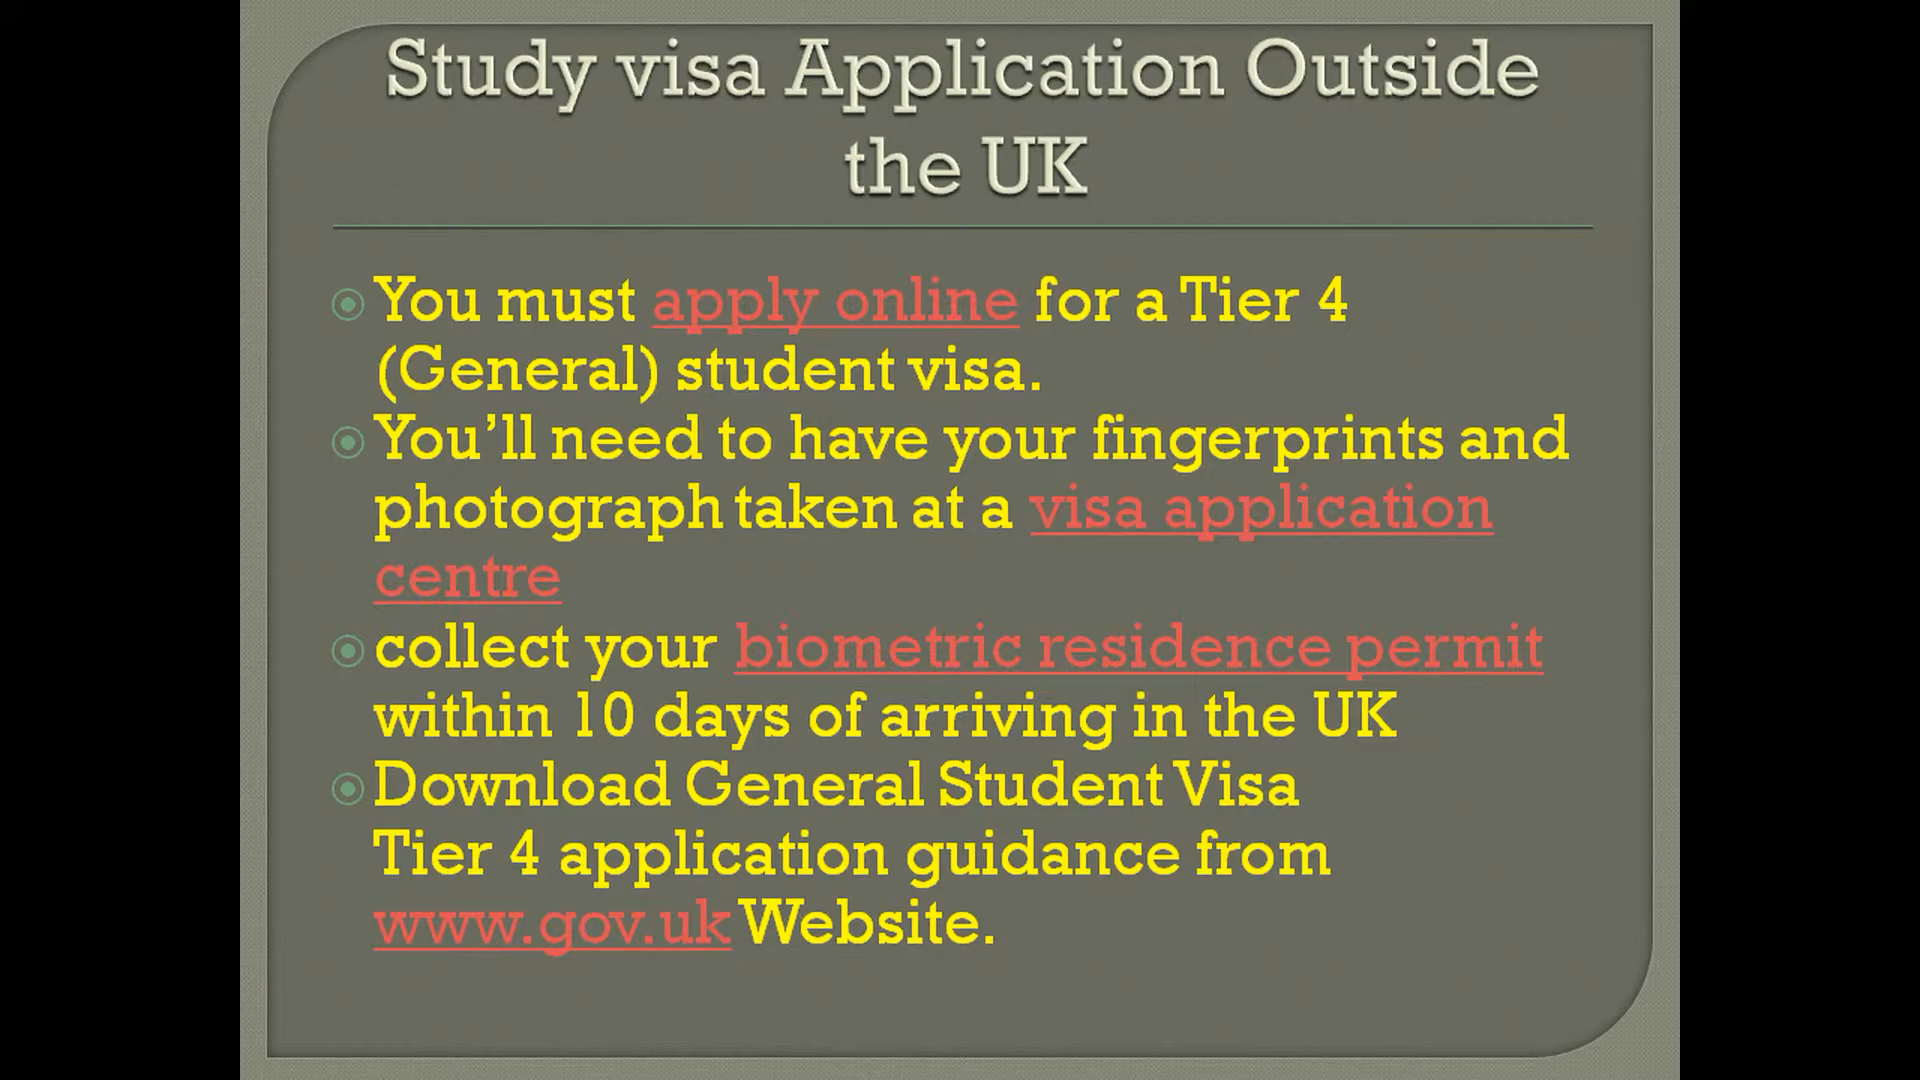 Study visa Application Outside
the UK
You must apply online for a Tier 4
(General) student visa.
You’ll need to have your fingerprints and
photograph taken at a visa application
centre
collect your biometric residence permit
within 10 days of arriving in the UK
Download General Student Visa
Tier 4 application guidance from
www.gov.uk Website.